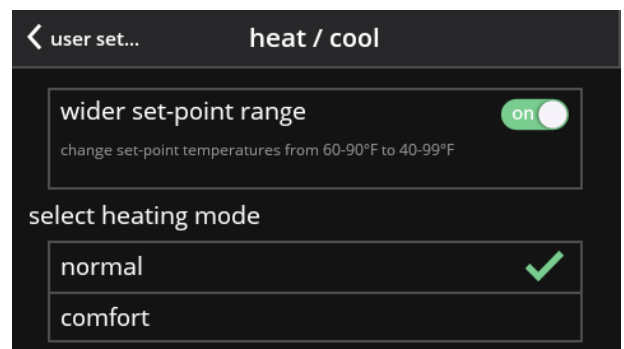 user set... heat / cool
wider set-point range
on
change set-point temperatures from 60-90°F to 40-99°F
select heating mode
normal
comfort